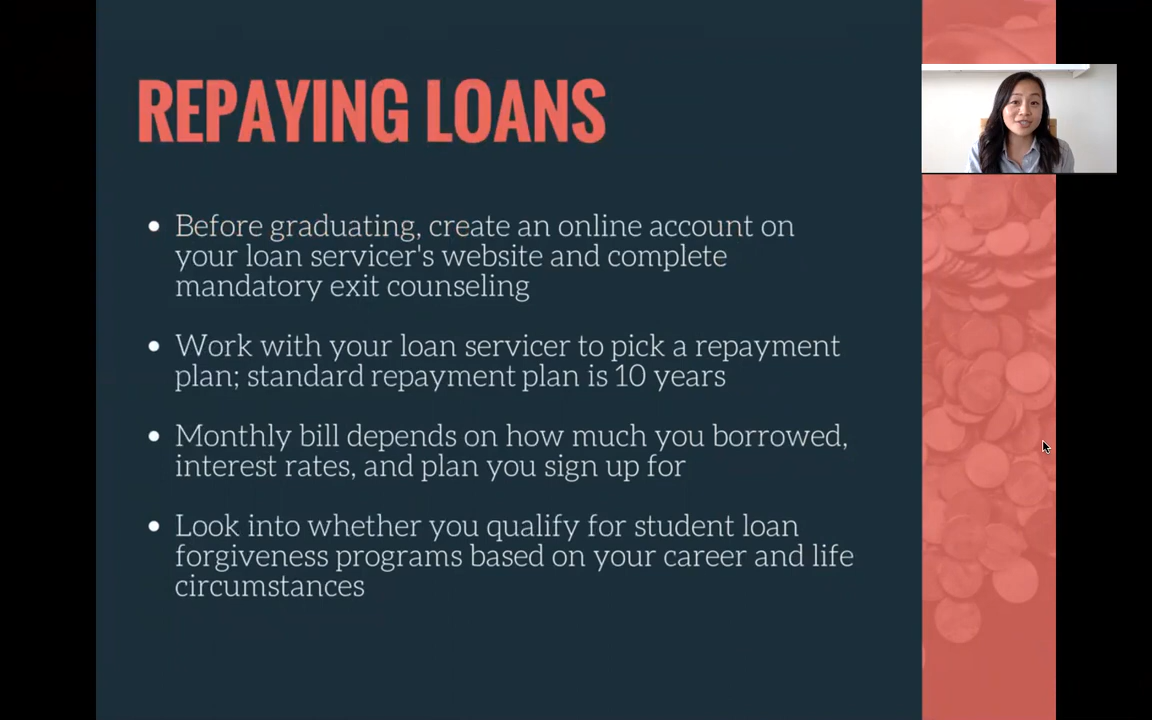 REPAYING LOANS
• Before graduating, create an online account on
your loan servicer's website and complete
mandatory exit counseling
• Work with your loan servicer to pick a repayment
plan; standard repayment plan is 10 years
• Monthly bill depends on how much you borrowed,
interest rates, and plan you sign up for
• Look into whether you qualify for student loan
forgiveness programs based on your career and life
circumstances